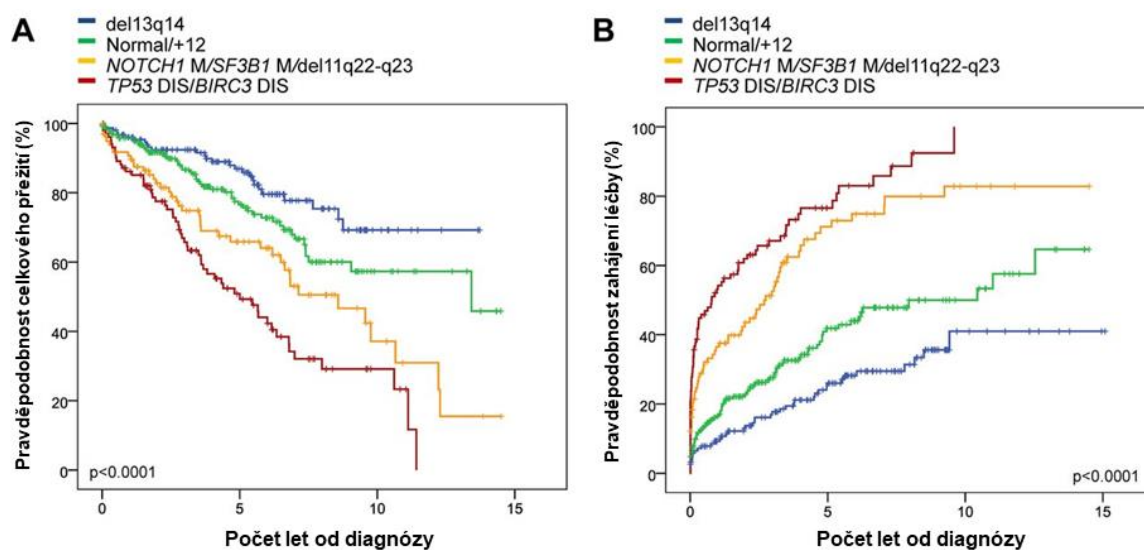 A
del13q14
Normal/+12
NOTCH1 M/SF3B1 M/del11q22-q23
TP53 DIS/BIRC3 DIS
Pravděpodobnost celkového přežití (%)
100
80
60
40
20
0
p<0.0001
0
5
10
15
Počet let od diagnózy
B
del13q14
Normal/+12
NOTCH1 M/SF3B1 M/del11q22-q23
TP53 DIS/BIRC3 DIS
Pravděpodobnost zahájení léčby (%)
100
80
60
40
20
0
p<0.0001
0
5
10
15
Počet let od diagnózy